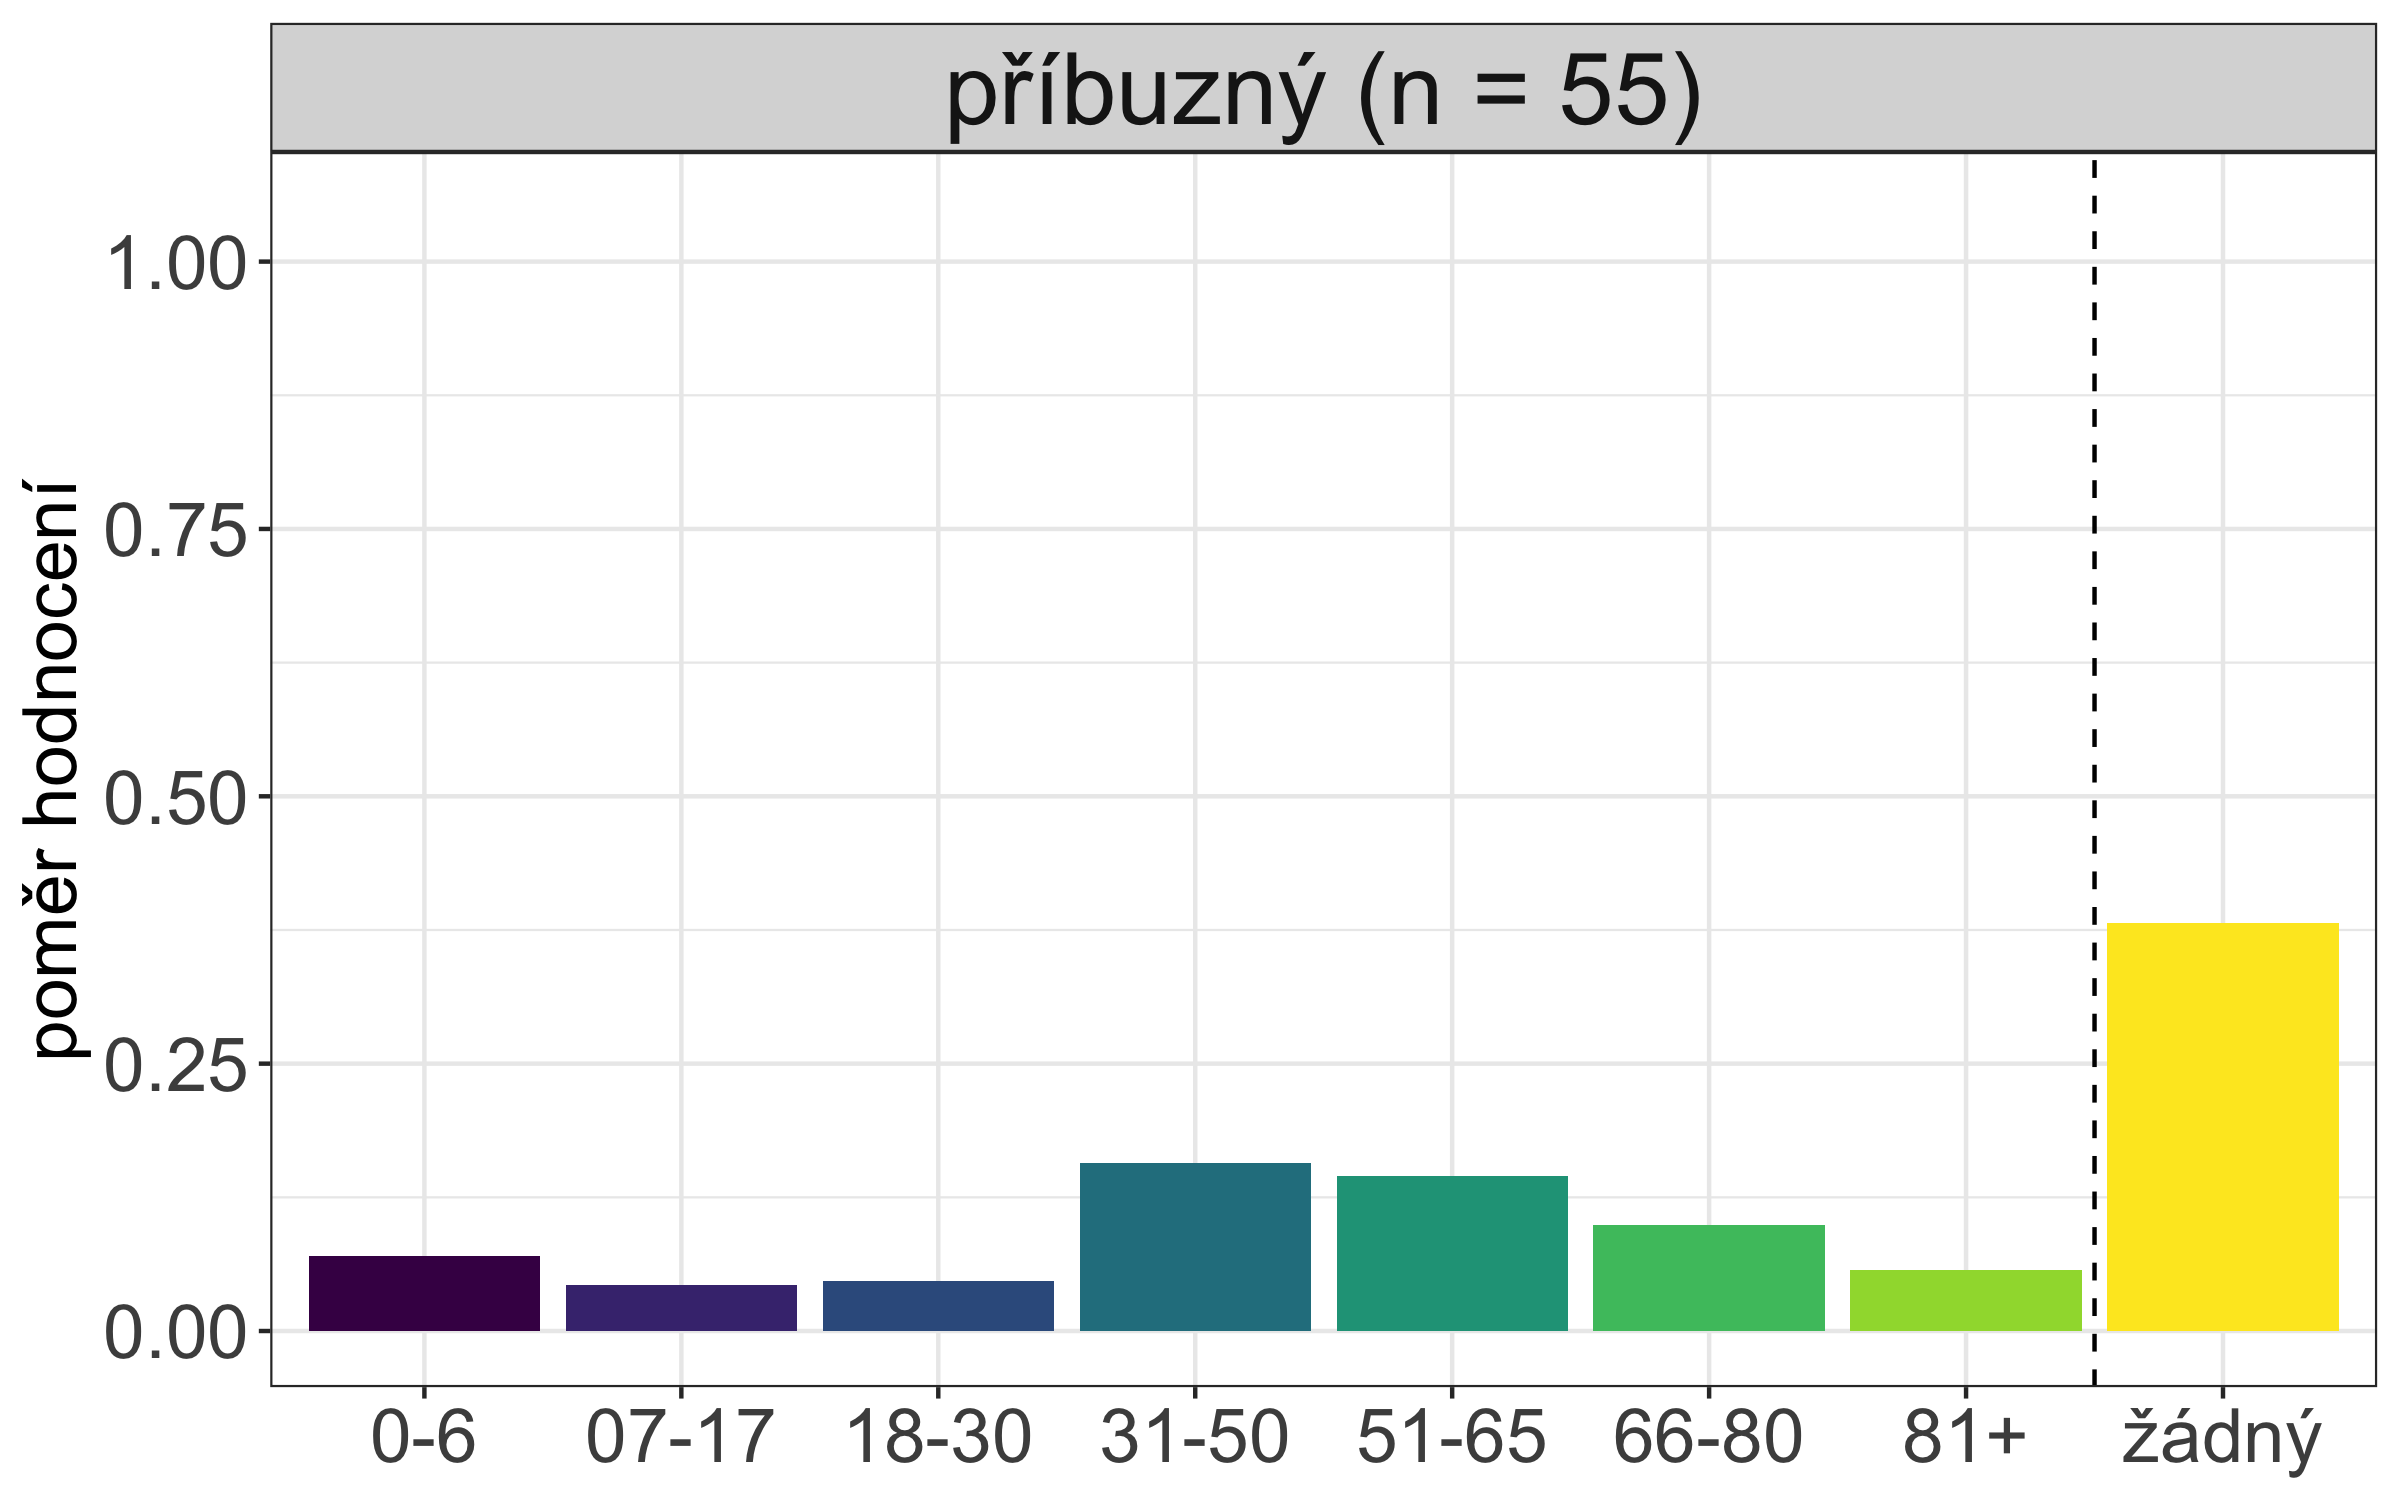 příbuzný (n = 55)
poměr hodnocení
1.00
0.75
0.50
0.25
0.00
0-6 07-17 18-30 31-50 51-65 66-80 81+ žádný